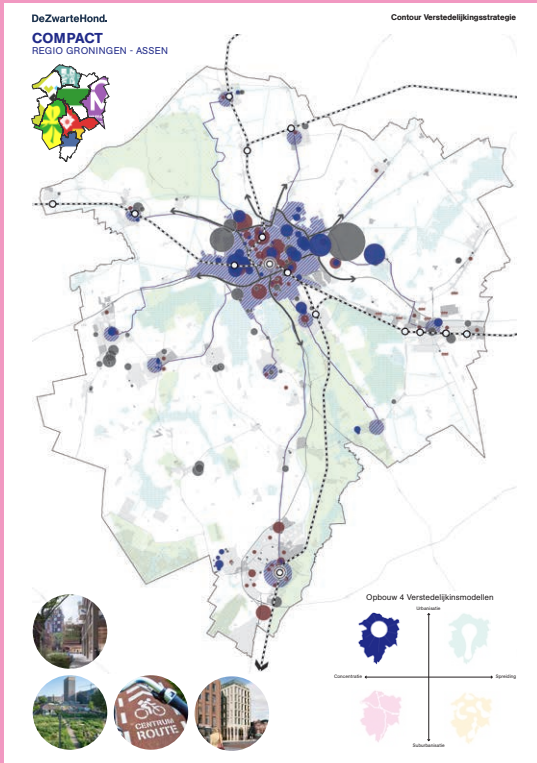 DeZwarteHond.
Contour Verstedelijkingsstrategie
COMPACT
REGIO GRONINGEN - ASSEN
Opbouw 4 Verstedelijkinsmodellen
Urbanisatie
Concentratie
Spreiding
Suburbanisatie
CENTRUM
ROUTE